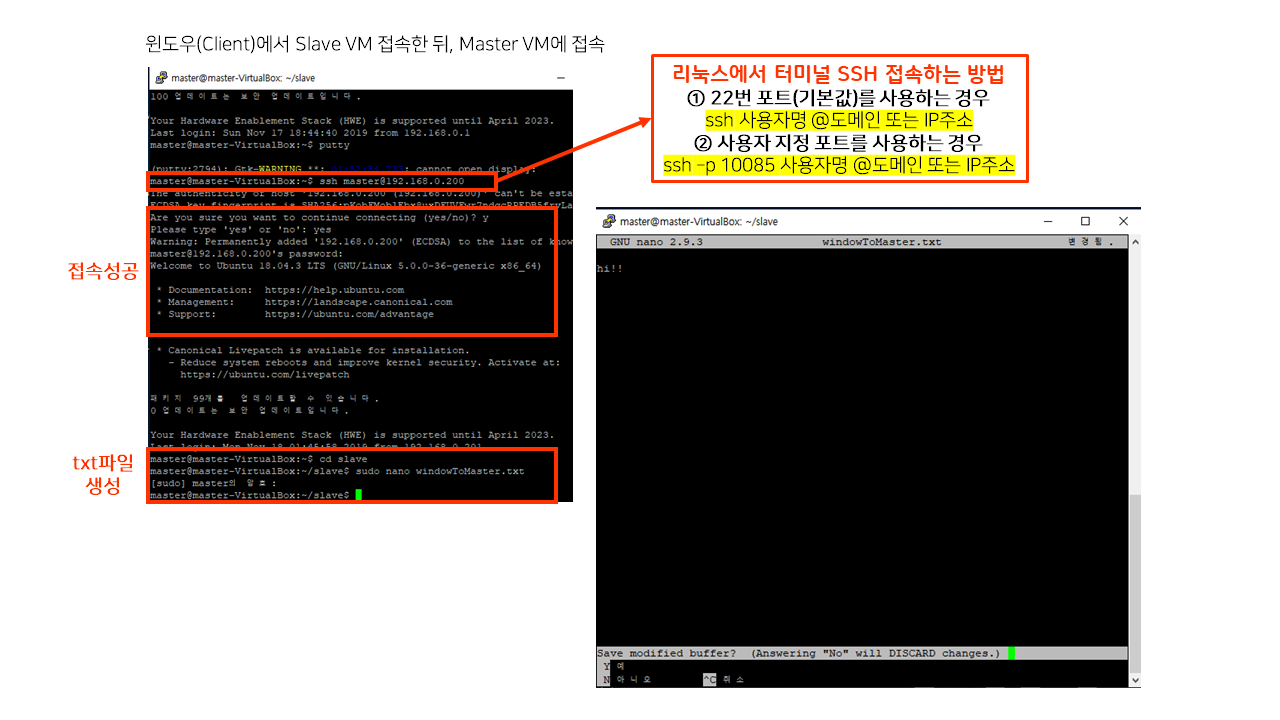 윈도우(Client)에서 Slave VM 접속한 뒤, Master VM에 접속
master@master-VirtualBox: ~/slave
100 업데이트는 보안 업데이트입니다.
Your Hardware Enablement Stack (HWE) is supported until April 2023.
Last login: Sun Nov 17 18:44:40 2019 from 192.168.0.1
master@master-VirtualBox:~$ putty
(putty:2794): Gtk-WARNING **: cannot open display:
master@master-VirtualBox:~$ ssh master@192.168.0.200
The authenticity of host '192.168.0.200 (192.168.0.200)' can't be esta
ECDSA key fingerprint is
Are you sure you want to continue connecting (yes/no)? y
Please type 'yes' or 'no': yes
Warning: Permanently added '192.168.0.200' (ECDSA) to the list of know
master@192.168.0.200's password:
Welcome to Ubuntu 18.04.3 LTS (GNU/Linux 5.0.0-36-generic x86_64)
* Documentation: https://help.ubuntu.com
* Management: https://landscape.canonical.com
* Support: https://ubuntu.com/advantage
* Canonical Livepatch is available for installation.
- Reduce system reboots and improve kernel security. Activate at:
https://ubuntu.com/livepatch
패키지 99개를 업데이트할 수 있습니다.
0 업데이트는 보안 업데이트입니다.
Your Hardware Enablement Stack (HWE) is supported until April 2023.
Last login: Mon Nov 18 01:45:58 2019 from 192.168.0.201
master@master-VirtualBox:~$ cd slave
master@master-VirtualBox:~/slave$ sudo nano windowToMaster.txt
[sudo] master의 암호:
master@master-VirtualBox:~/slave$
접속성공
txt파일
생성
리눅스에서 터미널 SSH 접속하는 방법
① 22번 포트(기본값)를 사용하는 경우
ssh 사용자명 @도메인 또는 IP주소
② 사용자 지정 포트를 사용하는 경우
ssh –p 10085 사용자명 @도메인 또는 IP주소
master@master-VirtualBox: ~/slave
GNU nano 2.9.3 windowToMaster.txt 변경됨.
hi!!
Save modified buffer? (Answering "No" will DISCARD changes.)
Y 예
N 아니오 ^C 취소